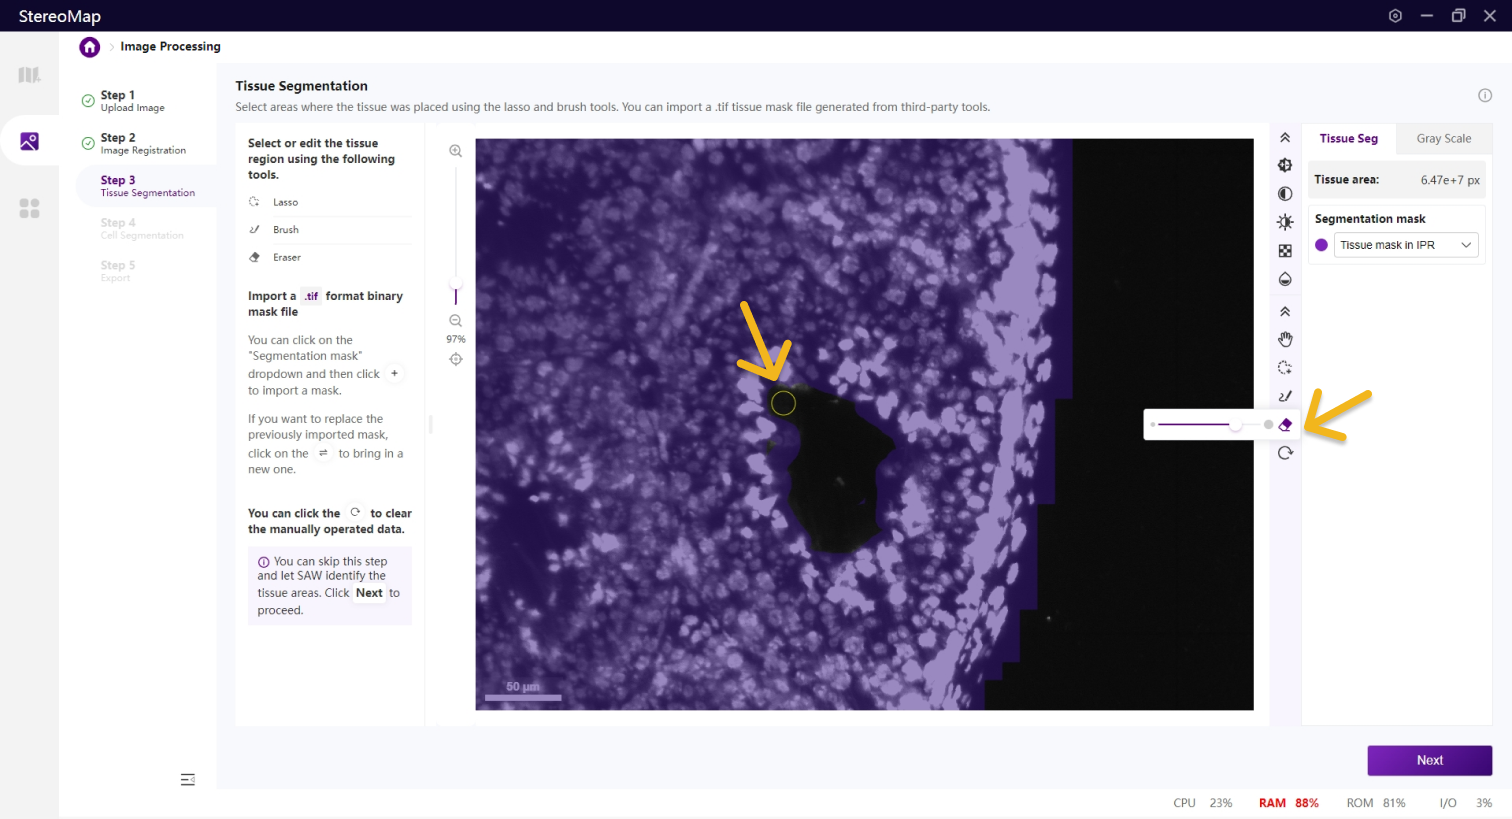 StereoMap
Image Processing
Step 1
Upload Image
Step 2
Image Registration
Step 3
Tissue Segmentation
Step 4
Cell Segmentation
Step 5
Export
Tissue Segmentation
Select areas where the tissue was placed using the lasso and brush tools. You can import a .tif tissue mask file generated from third-party tools.
Select or edit the tissue
region using the following
tools.
Lasso
Brush
Eraser
Import a .tif format binary
mask file
You can click on the
"Segmentation mask"
dropdown and then click +
to import a mask.
If you want to replace the
previously imported mask,
click on the ⇌ to bring in a
new one.
You can click the to clear
the manually operated data.
You can skip this step
and let SAW identify the
tissue areas. Click Next to
proceed.
97%
50 μm
Tissue Seg
Gray Scale
Tissue area: 6.47e+7 px
Segmentation mask
Tissue mask in IPR
Next
CPU 23% RAM 88% ROM 81% I/O 3%